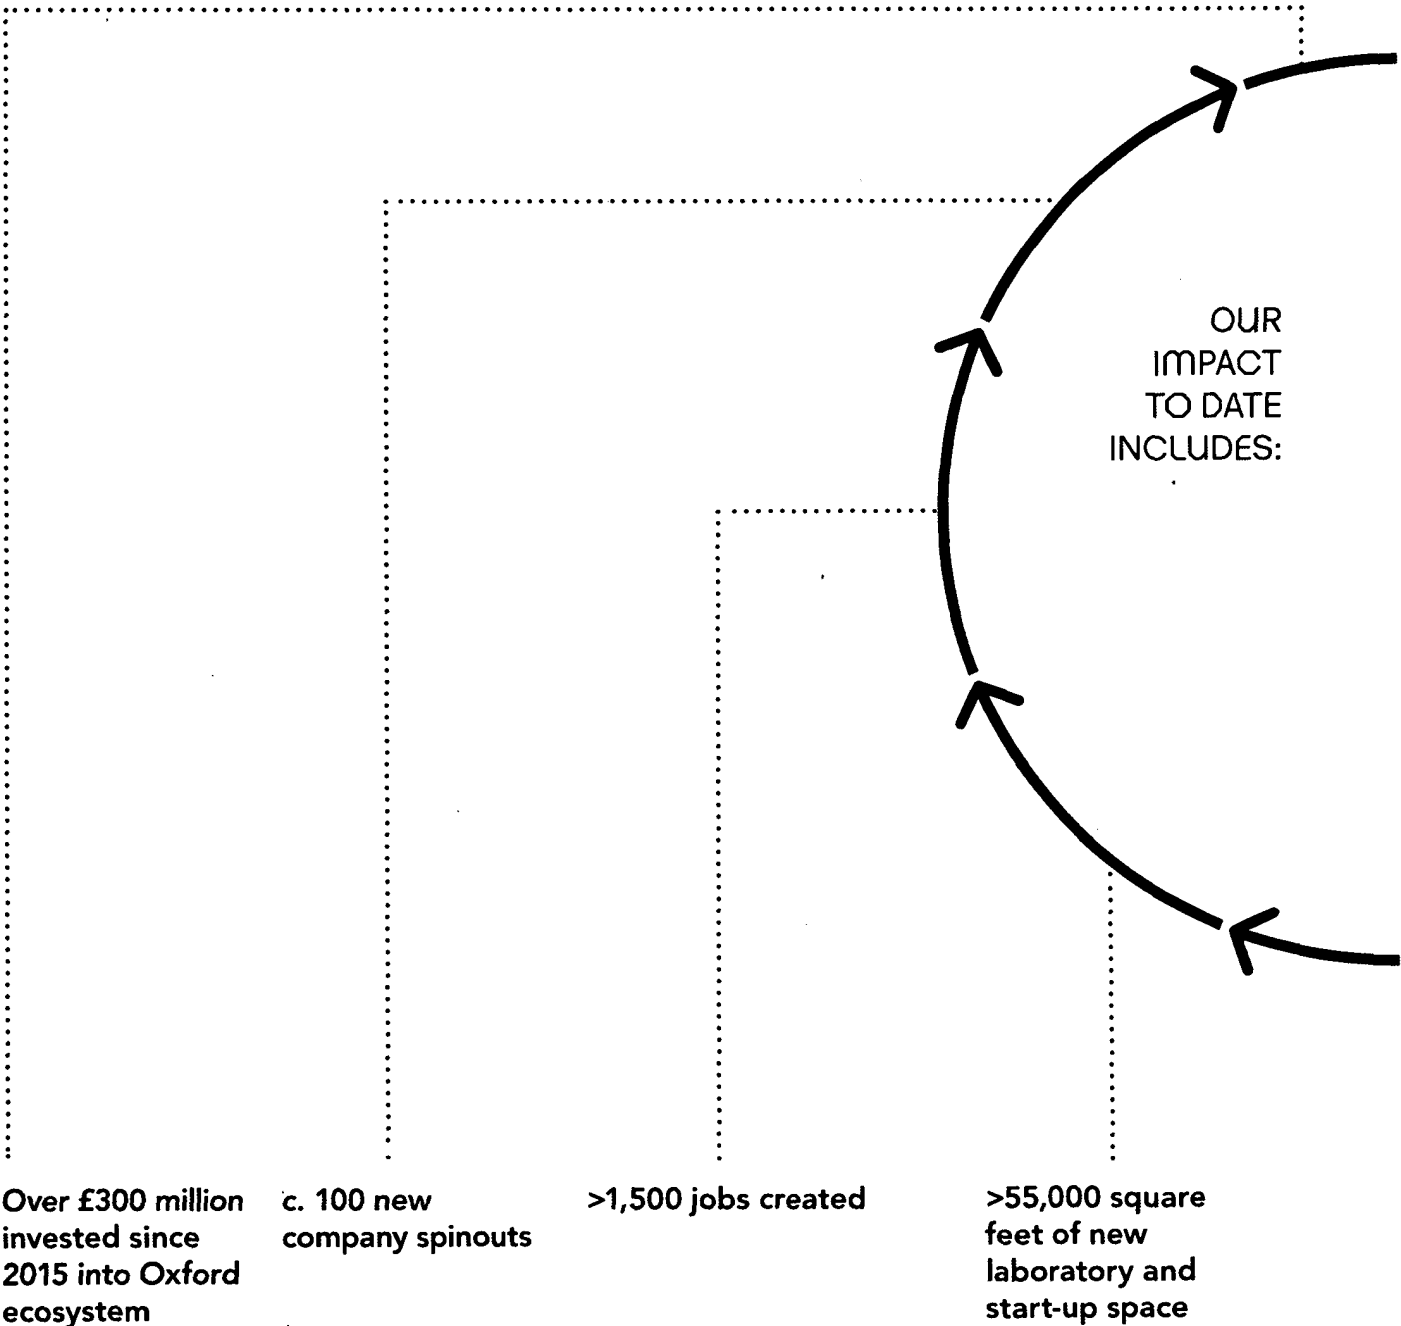 OUR
IMPACT
TO DATE
INCLUDES:
Over £300 million
invested since
2015 into Oxford
ecosystem
c. 100 new
company spinouts
>1,500 jobs created
>55,000 square
feet of new
laboratory and
start-up space